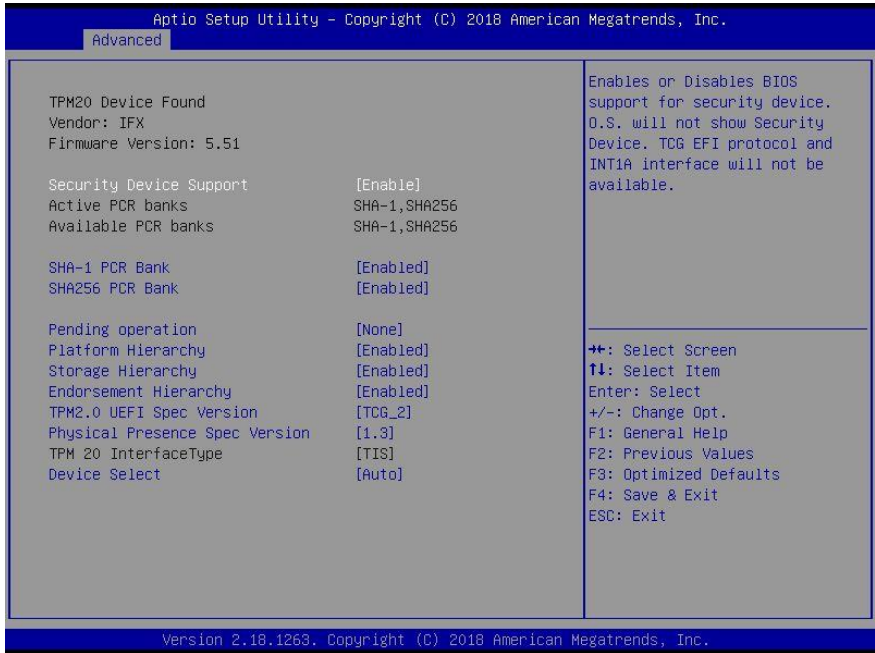 Aptio Setup Utility – Copyright (C) 2018 American Megatrends, Inc.
Advanced
TPM20 Device Found
Vendor: IFX
Firmware Version: 5.51
Security Device Support [Enable]
Active PCR banks SHA-1,SHA256
Available PCR banks SHA-1,SHA256
SHA-1 PCR Bank [Enabled]
SHA256 PCR Bank [Enabled]
Pending operation [None]
Platform Hierarchy [Enabled]
Storage Hierarchy [Enabled]
Endorsement Hierarchy [Enabled]
TPM2.0 UEFI Spec Version [TCG_2]
Physical Presence Spec Version [1.3]
TPM 20 InterfaceType [TIS]
Device Select [Auto]
Enables or Disables BIOS
support for security device.
O.S. will not show Security
Device. TCG EFI protocol and
INT1A interface will not be
available.
→←: Select Screen
↑↓: Select Item
Enter: Select
+/-: Change Opt.
F1: General Help
F2: Previous Values
F3: Optimized Defaults
F4: Save & Exit
ESC: Exit
Version 2.18.1263. Copyright (C) 2018 American Megatrends, Inc.